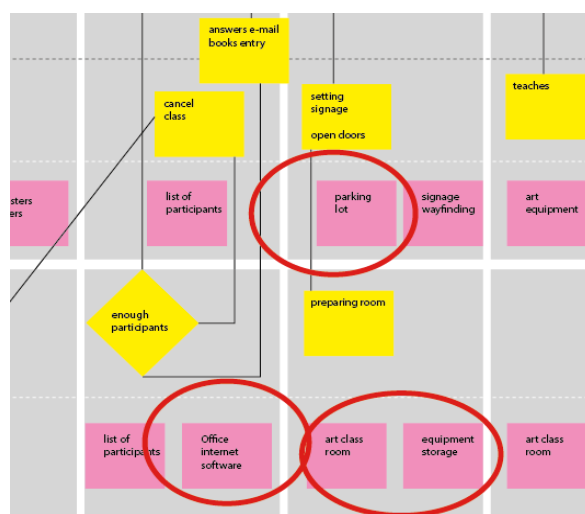 answers e-mail
books entry
cancel
class
setting
signage
open doors
teaches
list of
participants
parking
lot
signage
wayfinding
art
equipment
enough
participants
preparing room
list of
participants
Office
internet
software
art class
room
equipment
storage
art class
room